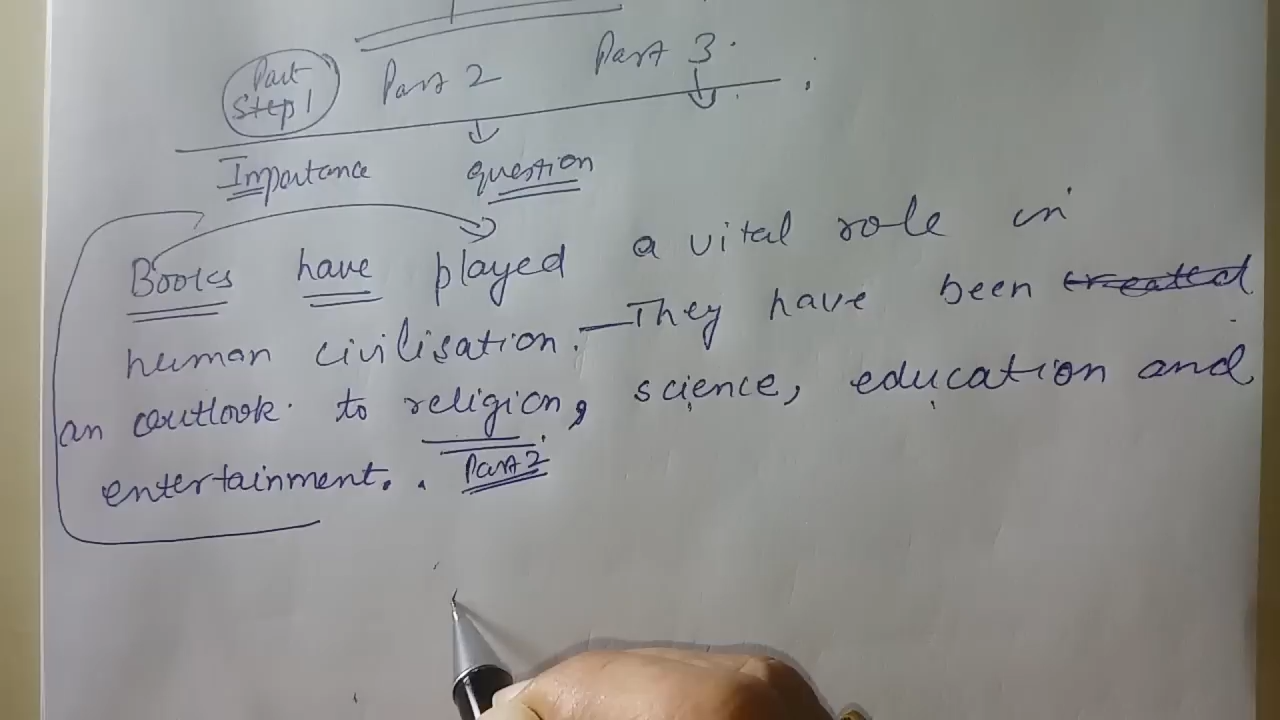 Part Step 1 Part 2 Part 3
Importance question
Books have played a vital role in
human civilisation. They have been created
an outlook to religion, science, education and
entertainment. Part 2